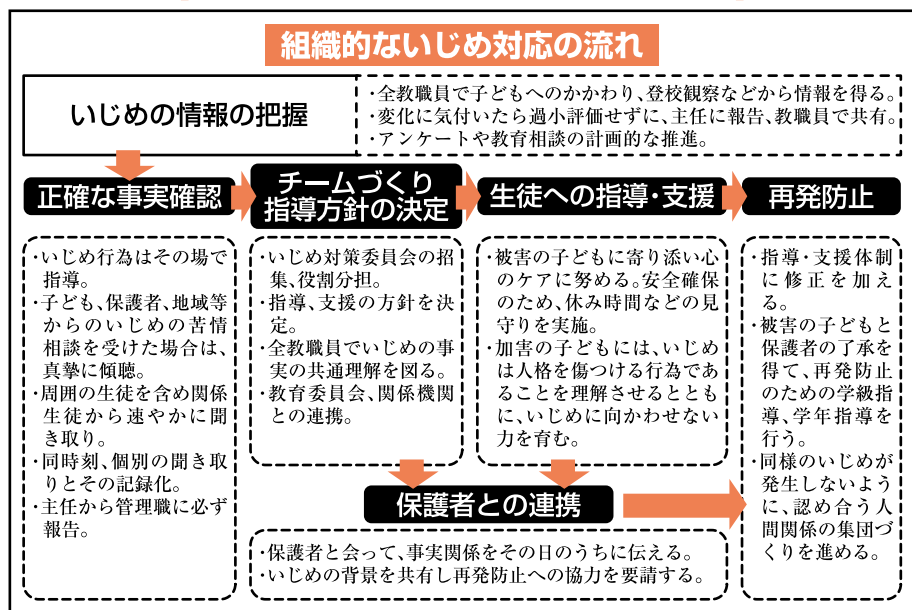 組織的ないじめ対応の流れ
いじめの情報の把握
・全教職員で子どもへのかかわり、登校観察などから情報を得る。
・変化に気付いたら過小評価せずに、主任に報告、教職員で共有。
・アンケートや教育相談の計画的な推進。
正確な事実確認
・いじめ行為はその場で
指導。
・子ども、保護者、地域等
からのいじめの苦情
相談を受けた場合は、
真摯に傾聴。
・周囲の生徒を含め関係
生徒から速やかに聞
き取り。
・同時刻、個別の聞き取
りとその記録化。
・主任から管理職に必ず
報告。
チームづくり
指導方針の決定
・いじめ対策委員会の招
集、役割分担。
・指導、支援の方針を決
定。
・全教職員でいじめの事
実の共通理解を図る。
・教育委員会、関係機関
との連携。
生徒への指導・支援
・被害の子どもに寄り添い心
のケアに努める。安全確保
のため、休み時間などの見
守りを実施。
・加害の子どもには、いじめ
は人格を傷つける行為であ
ることを理解させるととも
に、いじめに向かわせない
力を育む。
保護者との連携
・保護者と会って、事実関係をその日のうちに伝える。
・いじめの背景を共有し再発防止への協力を要請する。
再発防止
・指導・支援体制
に修正を加え
る。
・被害の子どもと
保護者の了承を
得て、再発防止
のための学級指
導、学年指導を
行う。
・同様のいじめが
発生しないよう
に、認め合う人
間関係の集団づ
くりを進める。